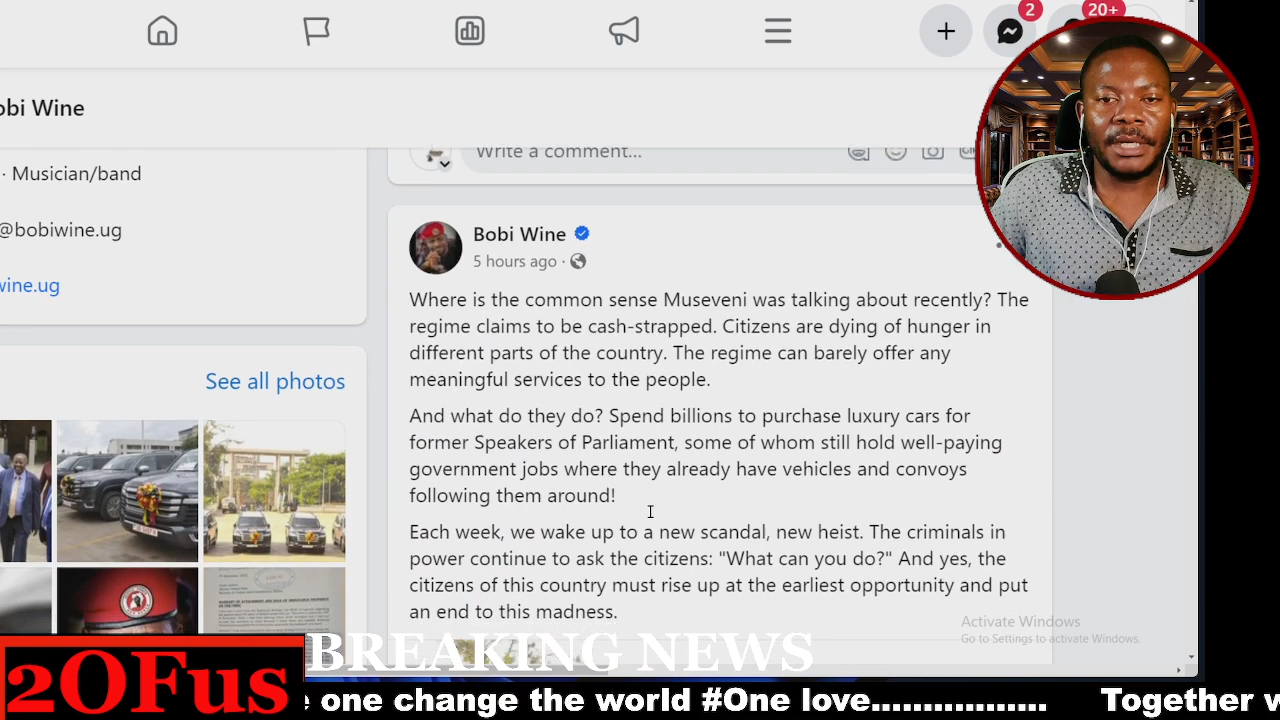 2
20+
obi Wine
· Musician/band
@bobiwine.ug
wine.ug
See all photos
Write a comment...
Bobi Wine
5 hours ago ·
Where is the common sense Museveni was talking about recently? The
regime claims to be cash-strapped. Citizens are dying of hunger in
different parts of the country. The regime can barely offer any
meaningful services to the people.
And what do they do? Spend billions to purchase luxury cars for
former Speakers of Parliament, some of whom still hold well-paying
government jobs where they already have vehicles and convoys
following them around!
Each week, we wake up to a new scandal, new heist. The criminals in
power continue to ask the citizens: "What can you do?" And yes, the
citizens of this country must rise up at the earliest opportunity and put
an end to this madness.
Activate Windows
Go to Settings to activate Windows.
BREAKING NEWS
2OFus
e one change the world #One love.................
Together w